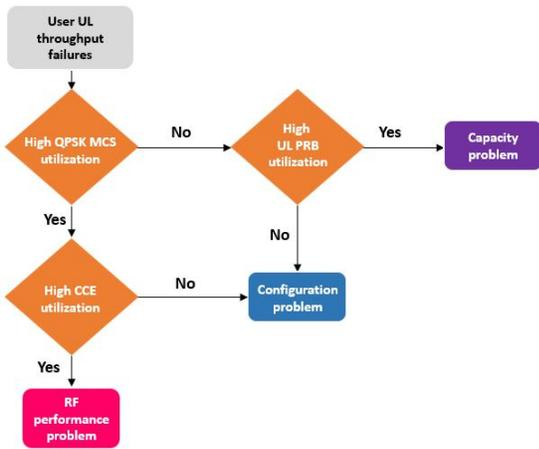 User UL
throughput
failures
High QPSK MCS
utilization
No
High
UL PRB
utilization
Yes
Capacity
problem
Yes
No
High CCE
utilization
No
Configuration
problem
Yes
RF
performance
problem